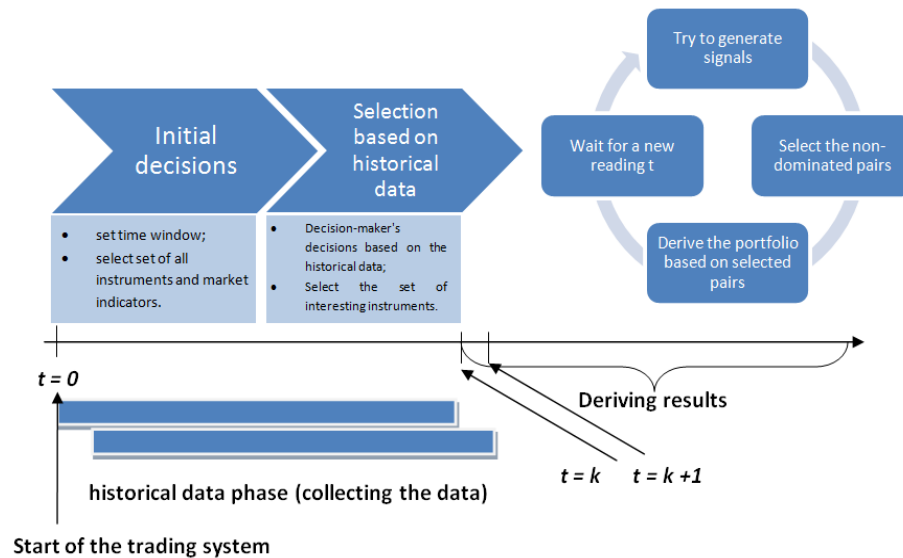 Initial
decisions
Selection
based on
historical
data
• set time window;
• select set of all
instruments and market
indicators.
• Decision-maker's
decisions based on the
historical data;
• Select the set of
interesting instruments.
Try to generate
signals
Select the non-
dominated pairs
Derive the portfolio
based on selected
pairs
Wait for a new
reading t
t = 0
Deriving results
t = k
t = k +1
historical data phase (collecting the data)
Start of the trading system